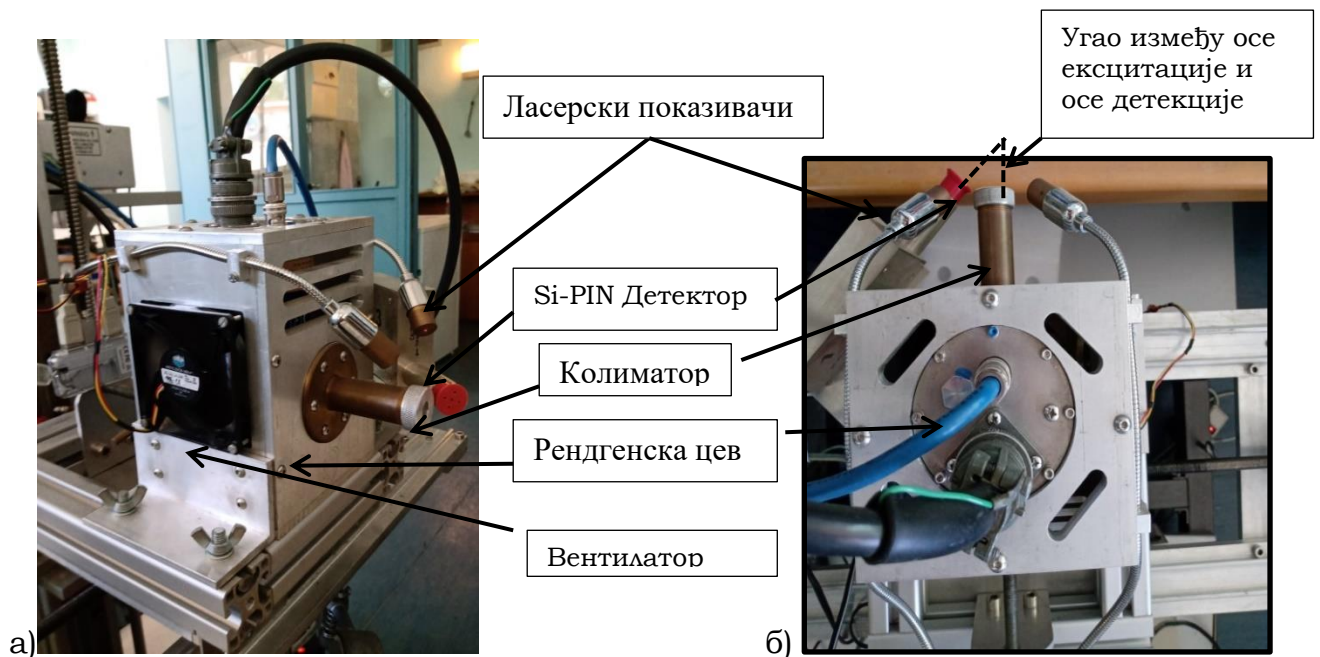 Угао између осе
ексцитације и
осе детекције
Ласерски показивачи
Si-PIN Детектор
Колиматор
Рендгенска цев
Вентилатор
а)
б)